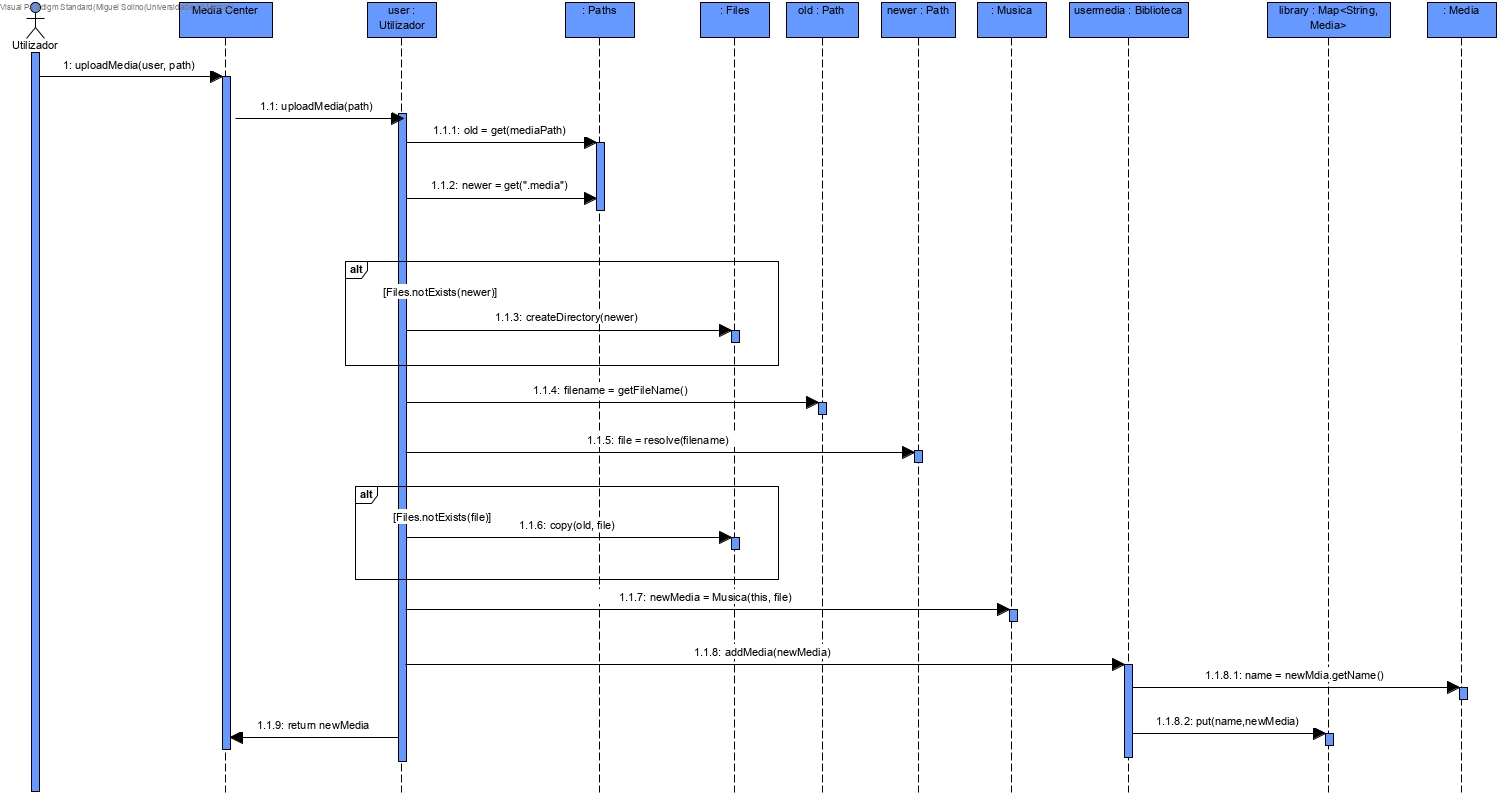 Visual Paradigm Standard(Miguel Solino(Universidade
Utilizador
Media Center
user :
Utilizador
: Paths
: Files
old : Path
newer : Path
: Musica
usermedia : Biblioteca
library : Map<String,
Media>
: Media
1: uploadMedia(user, path)
1.1: uploadMedia(path)
1.1.1: old = get(mediaPath)
1.1.2: newer = get(".media")
alt
[Files.notExists(newer)]
1.1.3: createDirectory(newer)
1.1.4: filename = getFileName()
1.1.5: file = resolve(filename)
alt
[Files.notExists(file)]
1.1.6: copy(old, file)
1.1.7: newMedia = Musica(this, file)
1.1.8: addMedia(newMedia)
1.1.8.1: name = newMdia.getName()
1.1.8.2: put(name,newMedia)
1.1.9: return newMedia